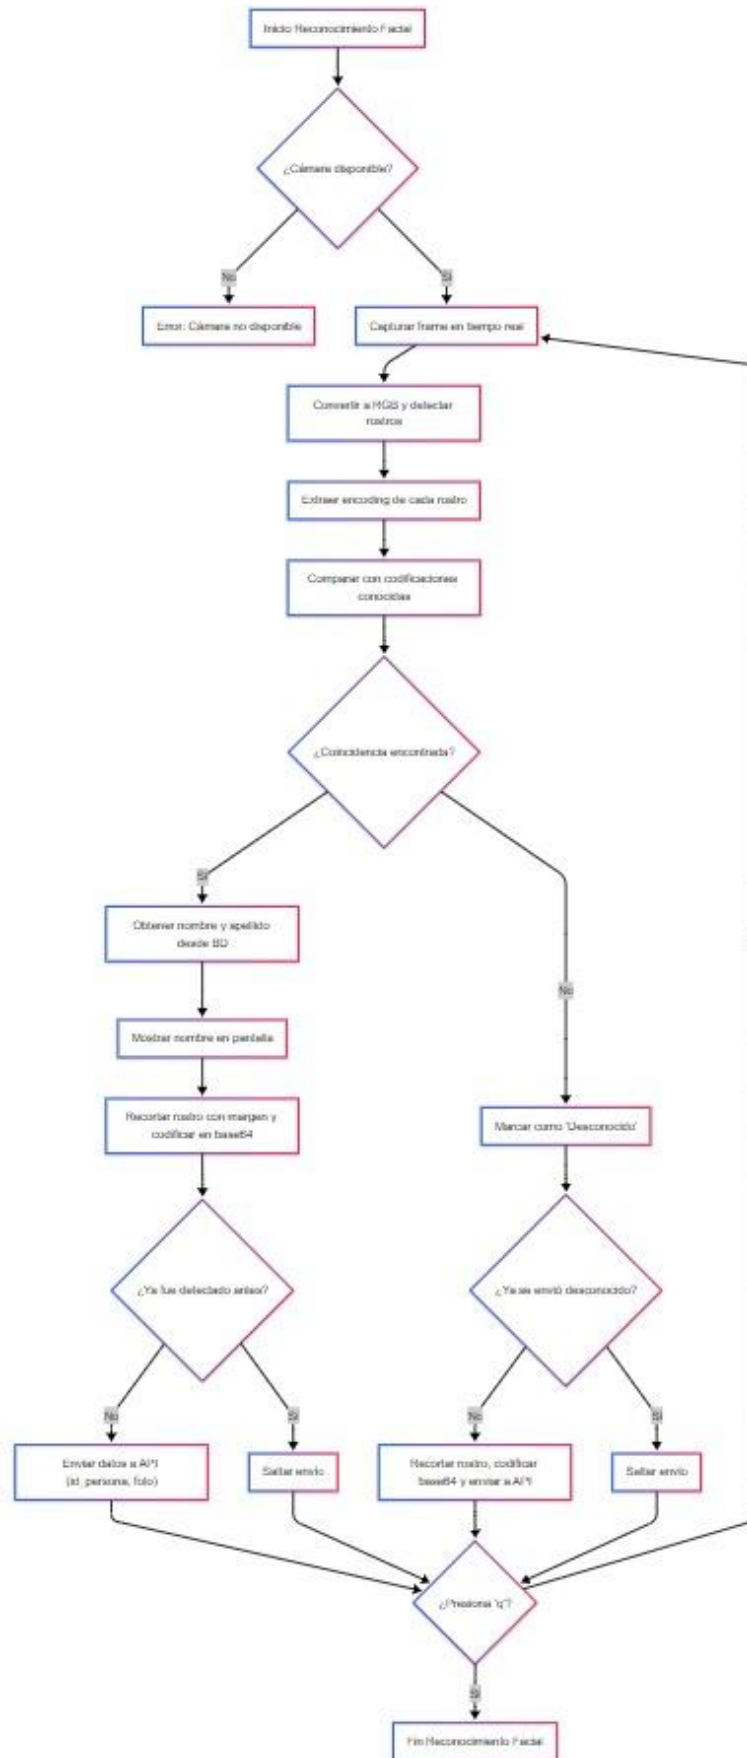 Inicio Reconocimiento Facial
¿Cámara disponible?
No
Sí
Error: Cámara no disponible
Capturar frame en tiempo real
Convertir a RGB y detectar
rostros
Extraer encoding de cada rostro
Comparar con codificaciones
conocidas
¿Coincidencia encontrada?
Sí
Obtener nombre y apellido
desde BD
No
Mostrar nombre en pantalla
Recortar rostro con margen y
codificar en base64
Marcar como 'Desconocido'
¿Ya fue detectado antes?
¿Ya se envió desconocido?
No
Sí
No
Sí
Enviar datos a API
(id_persona, foto)
Saltar envío
Recortar rostro, codificar
base64 y enviar a API
Saltar envío
¿Presiona 'q'?
Sí
Fin Reconocimiento Facial